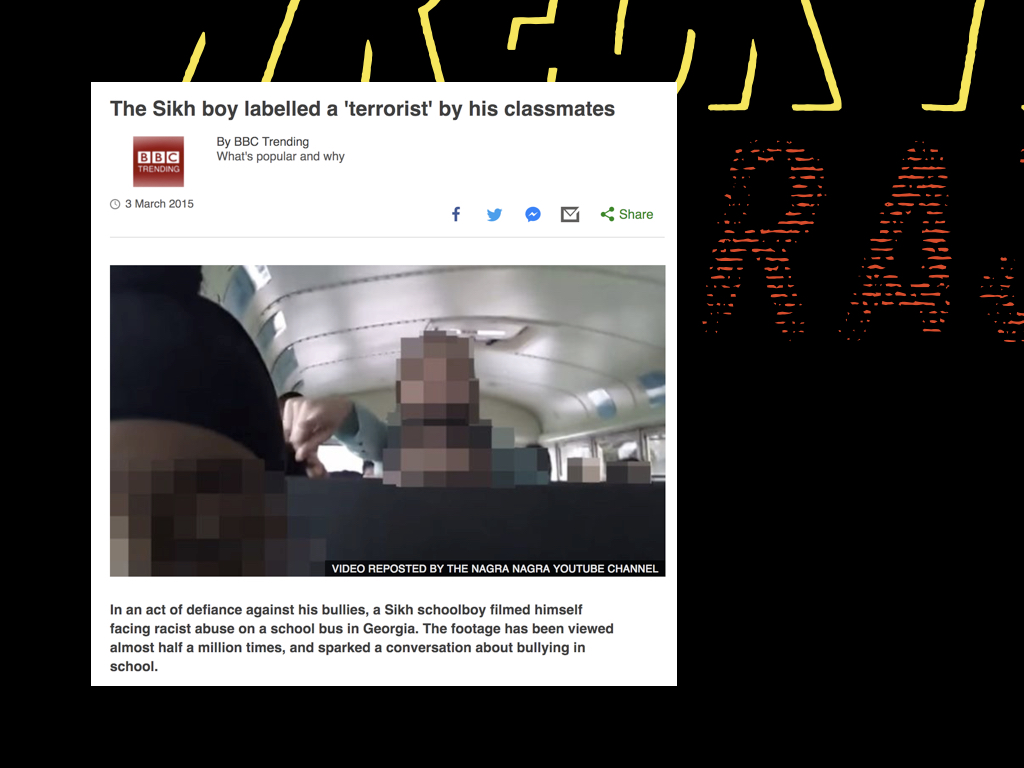 The Sikh boy labelled a 'terrorist' by his classmates
BBC
TRENDING
By BBC Trending
What's popular and why
3 March 2015
Share
VIDEO REPOSTED BY THE NAGRA NAGRA YOUTUBE CHANNEL
In an act of defiance against his bullies, a Sikh schoolboy filmed himself
facing racist abuse on a school bus in Georgia. The footage has been viewed
almost half a million times, and sparked a conversation about bullying in
school.